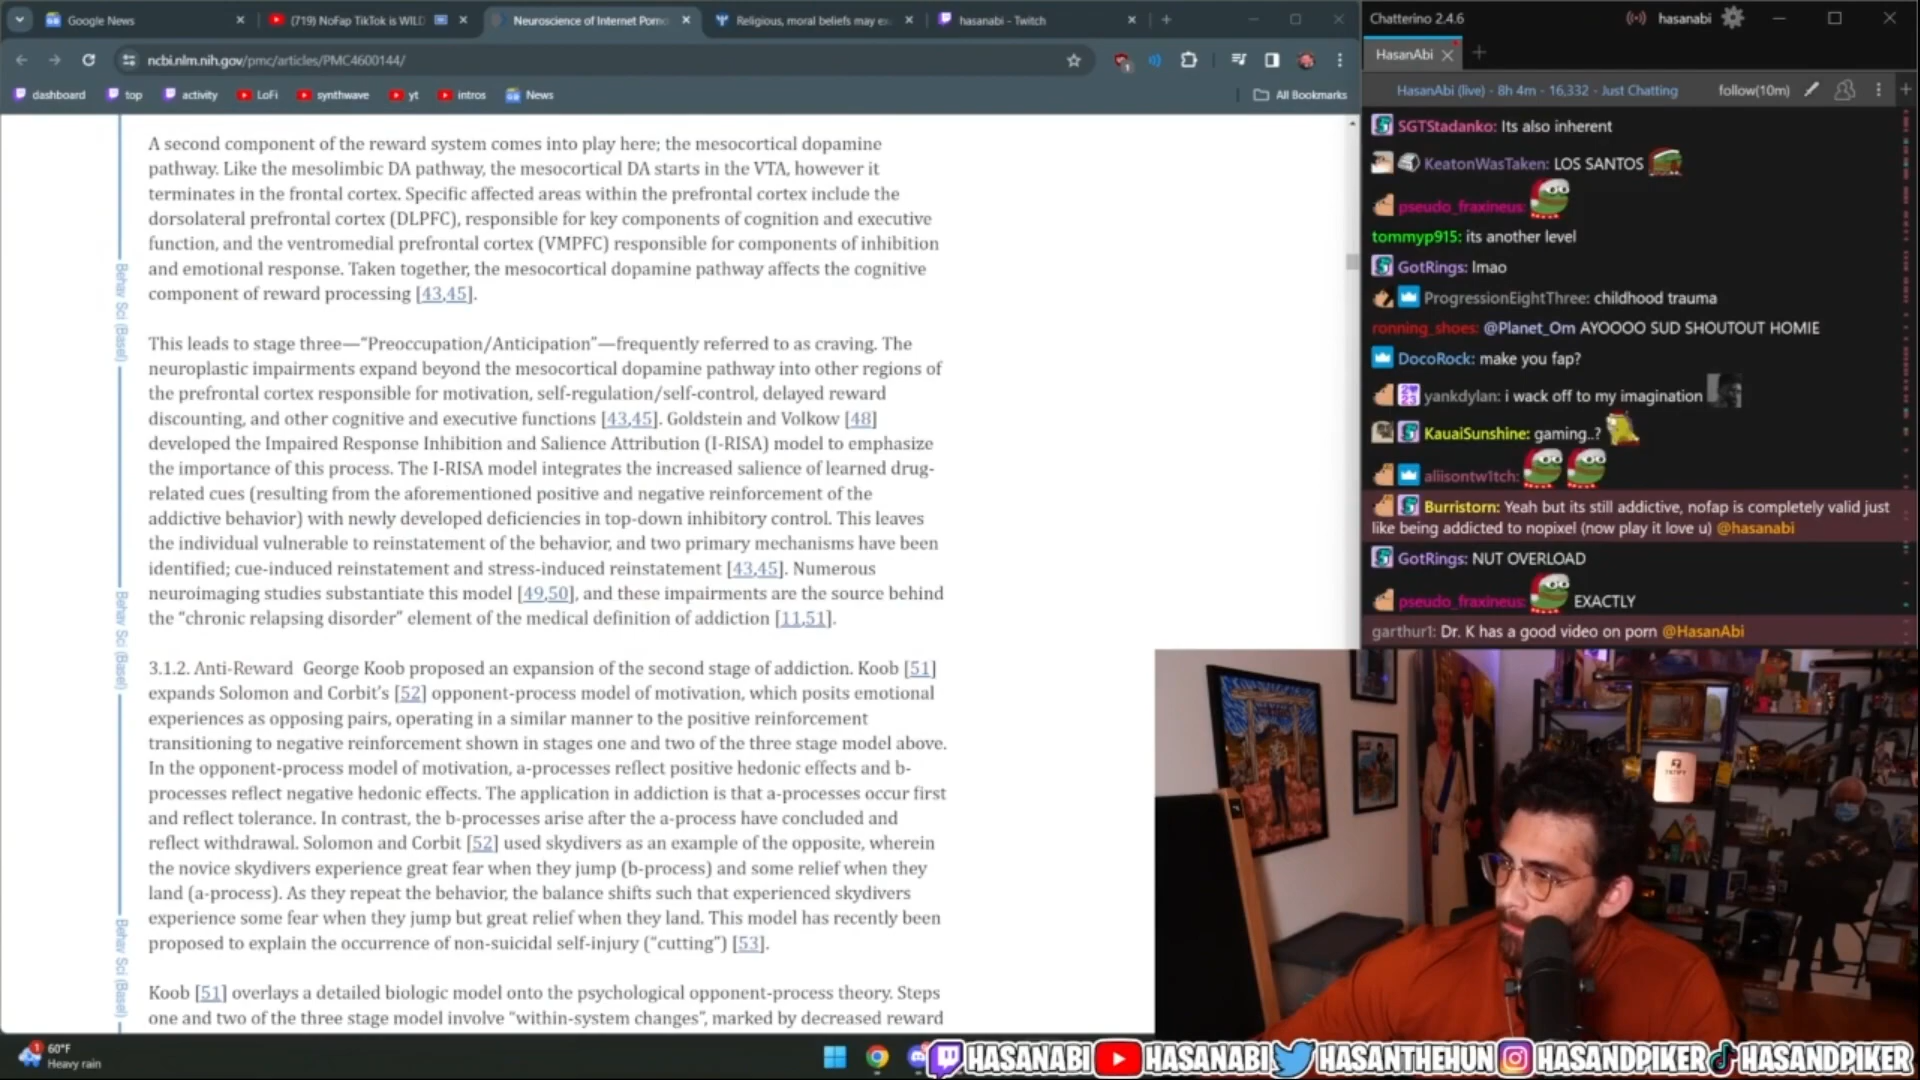 Google News
(719) NoFap TikTok is WILD
Neuroscience of Internet Porno
Religious, moral beliefs may ex
hasanabi - Twitch
ncbi.nlm.nih.gov/pmc/articles/PMC4600144/
1
dashboard
top
activity
LoFi
synthwave
yt
intros
News
All Bookmarks
A second component of the reward system comes into play here; the mesocortical dopamine
pathway. Like the mesolimbic DA pathway, the mesocortical DA starts in the VTA, however it
terminates in the frontal cortex. Specific affected areas within the prefrontal cortex include the
dorsolateral prefrontal cortex (DLPFC), responsible for key components of cognition and executive
function, and the ventromedial prefrontal cortex (VMPFC) responsible for components of inhibition
and emotional response. Taken together, the mesocortical dopamine pathway affects the cognitive
component of reward processing [43,45].
This leads to stage three—“Preoccupation/Anticipation”—frequently referred to as craving. The
neuroplastic impairments expand beyond the mesocortical dopamine pathway into other regions of
the prefrontal cortex responsible for motivation, self-regulation/self-control, delayed reward
discounting, and other cognitive and executive functions [43,45]. Goldstein and Volkow [48]
developed the Impaired Response Inhibition and Salience Attribution (I-RISA) model to emphasize
the importance of this process. The I-RISA model integrates the increased salience of learned drug-
related cues (resulting from the aforementioned positive and negative reinforcement of the
addictive behavior) with newly developed deficiencies in top-down inhibitory control. This leaves
the individual vulnerable to reinstatement of the behavior, and two primary mechanisms have been
identified; cue-induced reinstatement and stress-induced reinstatement [43,45]. Numerous
neuroimaging studies substantiate this model [49,50], and these impairments are the source behind
the “chronic relapsing disorder” element of the medical definition of addiction [11,51].
3.1.2. Anti-Reward George Koob proposed an expansion of the second stage of addiction. Koob [51]
expands Solomon and Corbit’s [52] opponent-process model of motivation, which posits emotional
experiences as opposing pairs, operating in a similar manner to the positive reinforcement
transitioning to negative reinforcement shown in stages one and two of the three stage model above.
In the opponent-process model of motivation, a-processes reflect positive hedonic effects and b-
processes reflect negative hedonic effects. The application in addiction is that a-processes occur first
and reflect tolerance. In contrast, the b-processes arise after the a-process have concluded and
reflect withdrawal. Solomon and Corbit [52] used skydivers as an example of the opposite, wherein
the novice skydivers experience great fear when they jump (b-process) and some relief when they
land (a-process). As they repeat the behavior, the balance shifts such that experienced skydivers
experience some fear when they jump but great relief when they land. This model has recently been
proposed to explain the occurrence of non-suicidal self-injury (“cutting”) [53].
Koob [51] overlays a detailed biologic model onto the psychological opponent-process theory. Steps
one and two of the three stage model involve “within-system changes”, marked by decreased reward
Behav Sci (Basel)
Behav Sci (Basel)
Behav Sci (Basel)
Chatterino 2.4.6
hasanabi
HasanAbi
HasanAbi (live) - 8h 4m - 16,332 - Just Chatting
follow(10m)
SGTStadanko: Its also inherent
KeatonWasTaken: LOS SANTOS
pseudo_fraxineus:
tommyp915: its another level
GotRings: lmao
ProgressionEightThree: childhood trauma
ronning_shoes: @Planet_Om AYOOOO SUD SHOUTOUT HOMIE
DocoRock: make you fap?
yankdylan: i wack off to my imagination
KauaiSunshine: gaming..?
aliisontw1tch:
Burristorn: Yeah but its still addictive, nofap is completely valid just
like being addicted to nopixel (now play it love u) @hasanabi
GotRings: NUT OVERLOAD
pseudo_fraxineus: EXACTLY
garthur1: Dr. K has a good video on porn @HasanAbi
1
60°F
Heavy rain
HASANABI
HASANABI
HASANTHEHUN
HASANDPIKER
HASANDPIKER